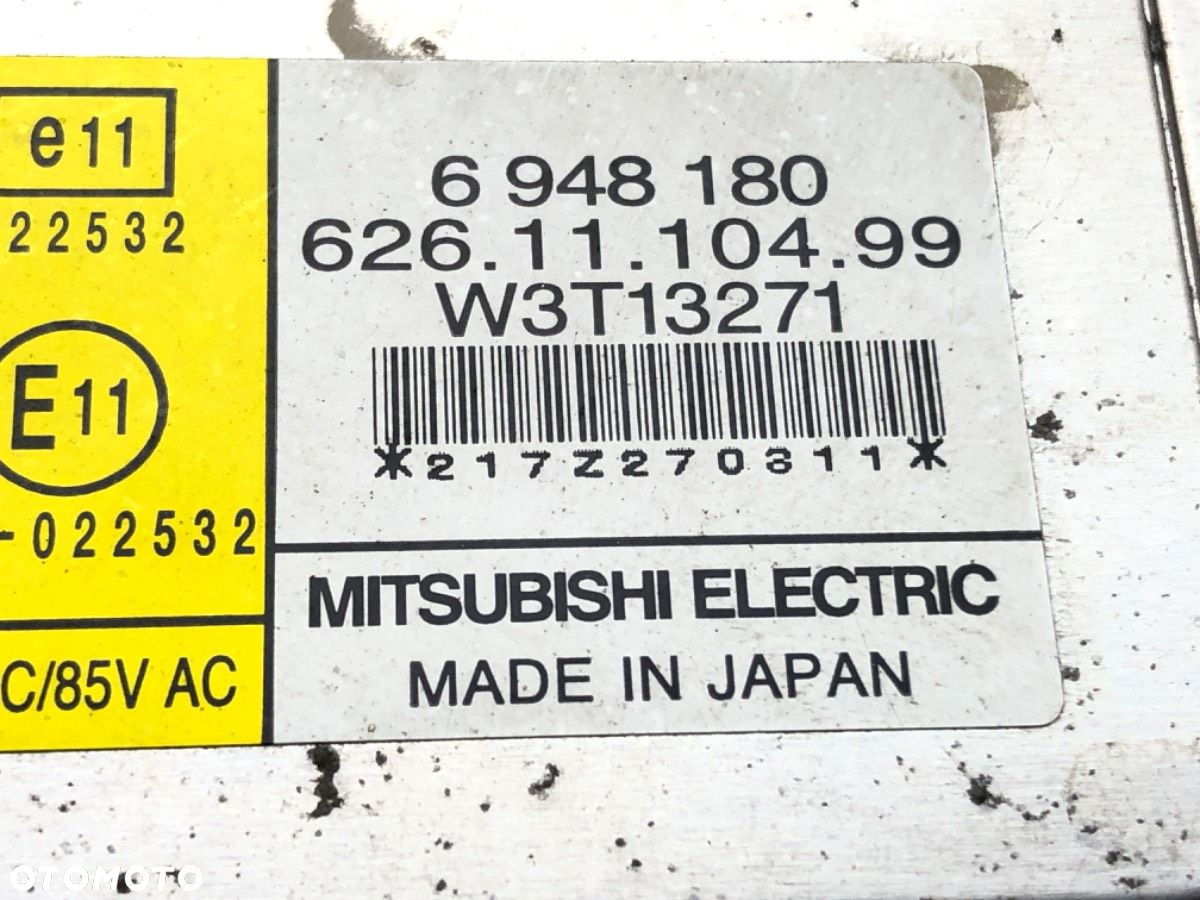 e11
22532
E11
-022532
C/85V AC
6 948 180
626.11.104.99
W3T13271
*217Z270311*
MITSUBISHI ELECTRIC
MADE IN JAPAN
OTOMOTO